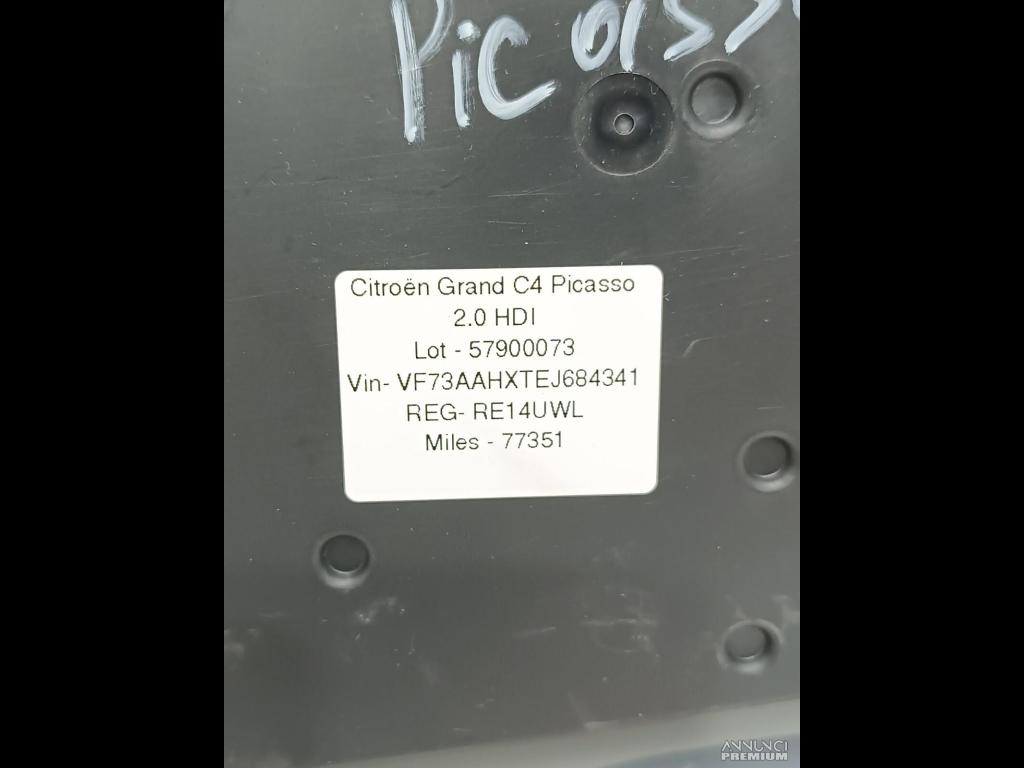 Picasso
Citroën Grand C4 Picasso
2.0 HDI
Lot - 57900073
Vin- VF73AAHXTEJ684341
REG- RE14UWL
Miles - 77351
ANNUNCI
PREMIUM